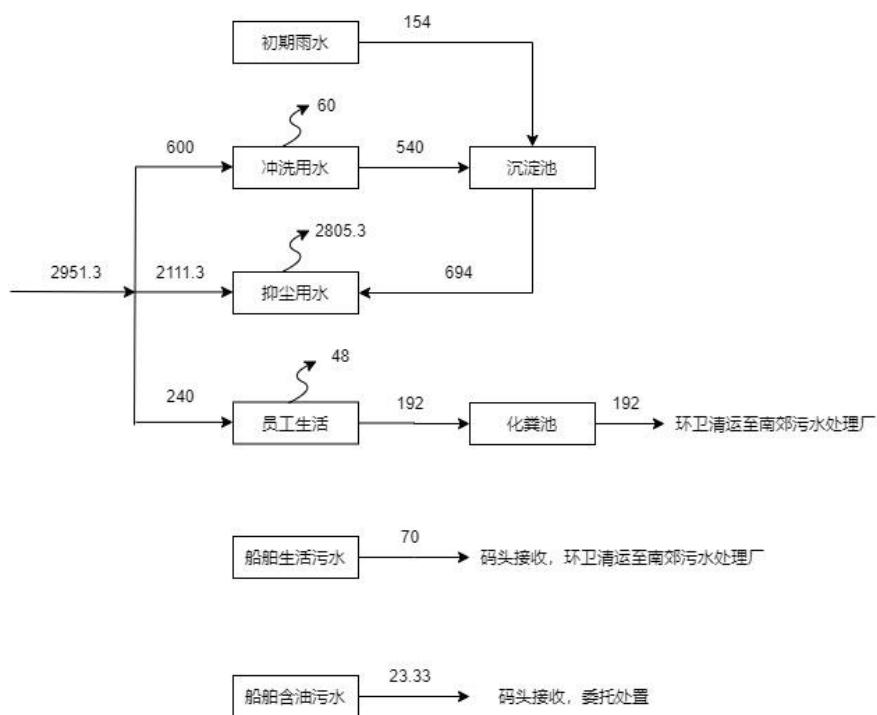 154
初期雨水
60
600
冲洗用水
540
沉淀池
2805.3
2951.3
2111.3
抑尘用水
694
48
240
员工生活
192
化粪池
192
环卫清运至南郊污水处理厂
船舶生活污水
70
码头接收，环卫清运至南郊污水处理厂
船舶含油污水
23.33
码头接收，委托处置